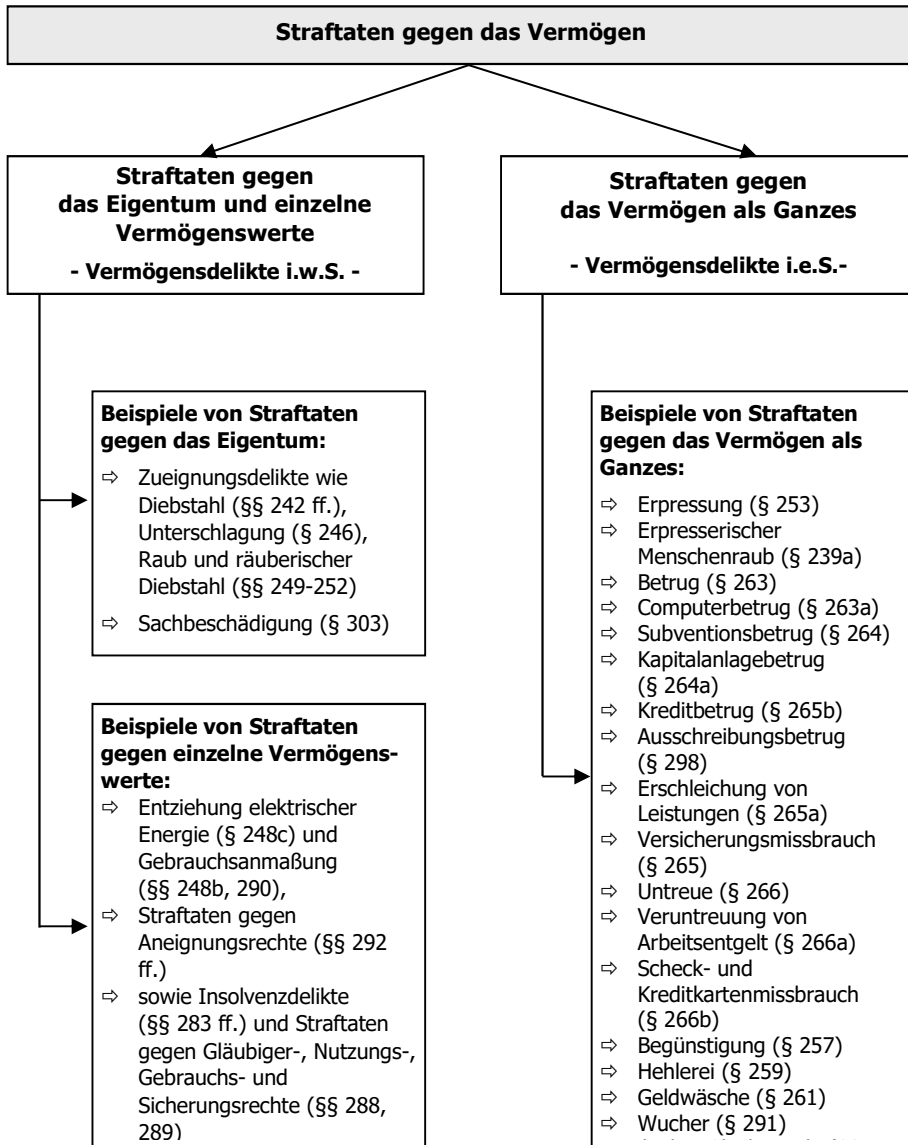 Straftaten gegen das Vermögen
Straftaten gegen
das Eigentum und einzelne
Vermögenswerte
- Vermögensdelikte i.w.S. -
Straftaten gegen
das Vermögen als Ganzes
- Vermögensdelikte i.e.S.-
Beispiele von Straftaten
gegen das Eigentum:
⇨ Zueignungsdelikte wie
Diebstahl (§§ 242 ff.),
Unterschlagung (§ 246),
Raub und räuberischer
Diebstahl (§§ 249-252)
⇨ Sachbeschädigung (§ 303)
Beispiele von Straftaten
gegen einzelne Vermögens-
werte:
⇨ Entziehung elektrischer
Energie (§ 248c) und
Gebrauchsanmaßung
(§§ 248b, 290),
⇨ Straftaten gegen
Aneignungsrechte (§§ 292
ff.)
⇨ sowie Insolvenzdelikte
(§§ 283 ff.) und Straftaten
gegen Gläubiger-, Nutzungs-,
Gebrauchs- und
Sicherungsrechte (§§ 288,
289)
Beispiele von Straftaten
gegen das Vermögen als
Ganzes:
⇨ Erpressung (§ 253)
⇨ Erpresserischer
Menschenraub (§ 239a)
⇨ Betrug (§ 263)
⇨ Computerbetrug (§ 263a)
⇨ Subventionsbetrug (§ 264)
⇨ Kapitalanlagebetrug
(§ 264a)
⇨ Kreditbetrug (§ 265b)
⇨ Ausschreibungsbetrug
(§ 298)
⇨ Erschleichung von
Leistungen (§ 265a)
⇨ Versicherungsmissbrauch
(§ 265)
⇨ Untreue (§ 266)
⇨ Veruntreuung von
Arbeitsentgelt (§ 266a)
⇨ Scheck- und
Kreditkartenmissbrauch
(§ 266b)
⇨ Begünstigung (§ 257)
⇨ Hehlerei (§ 259)
⇨ Geldwäsche (§ 261)
⇨ Wucher (§ 291)